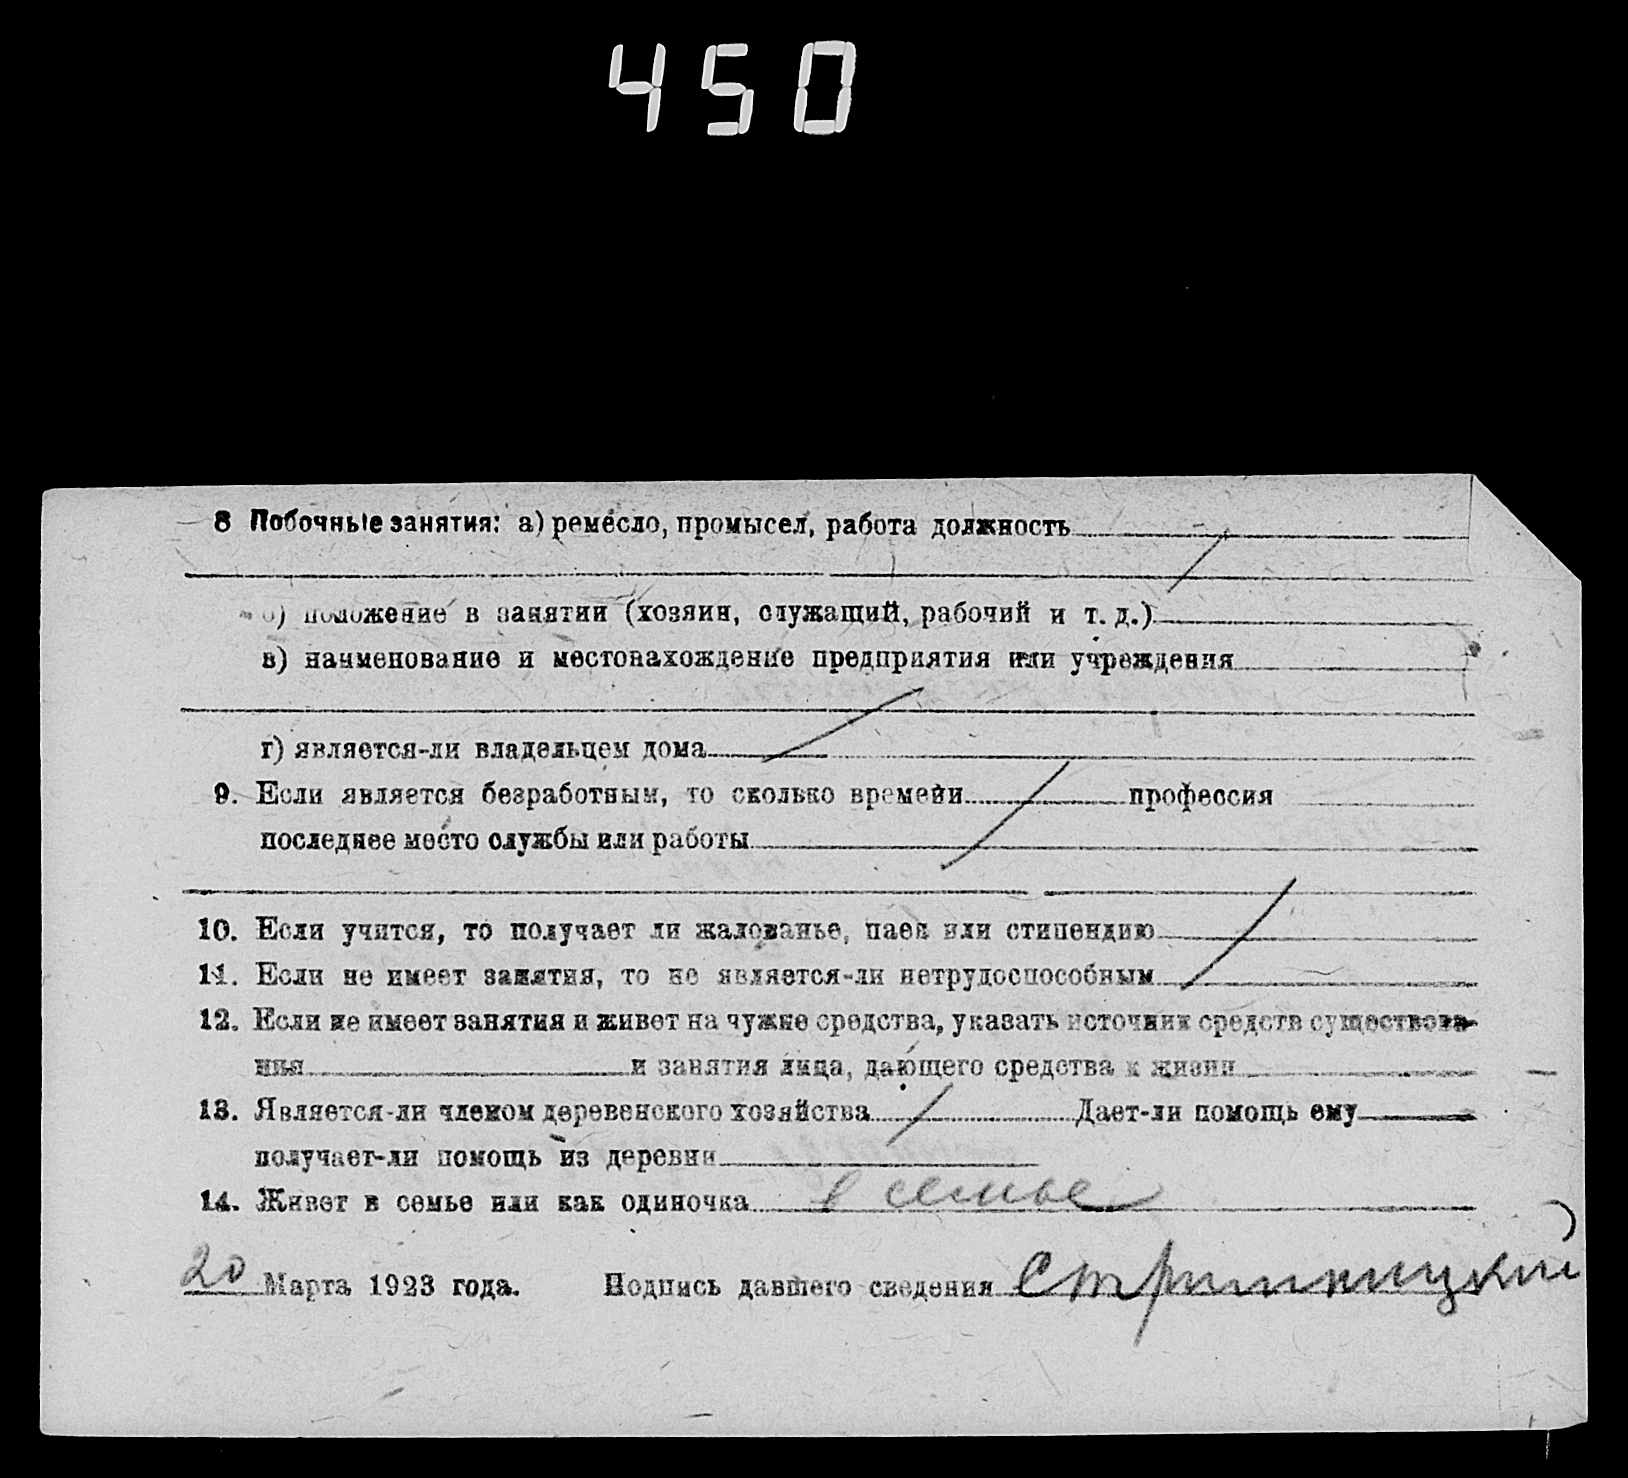 450
8 Побочные занятия: а) ремесло, промысел, работа должность
б) положение в занятии (хозяин, служащий, рабочий и т. д.)
в) наименование и местонахождение предприятия или учреждения
г) является-ли владельцем дома
9. Если является безработным, то сколько времени профессия
последнее место службы или работы
10. Если учится, то получает ли жалованье, паек или стипендию
11. Если не имеет занятия, то не является-ли нетрудоспособным
12. Если не имеет занятия и живет на чужие средства, указать источник средств существова-
ния и занятия лица, дающего средства к жизни
13. Является-ли членом деревенского хозяйства Дает-ли помощь ему
получает-ли помощь из деревни
14. Живет в семье или как одиночка в семье
20 Марта 1923 года. Подпись давшего сведения